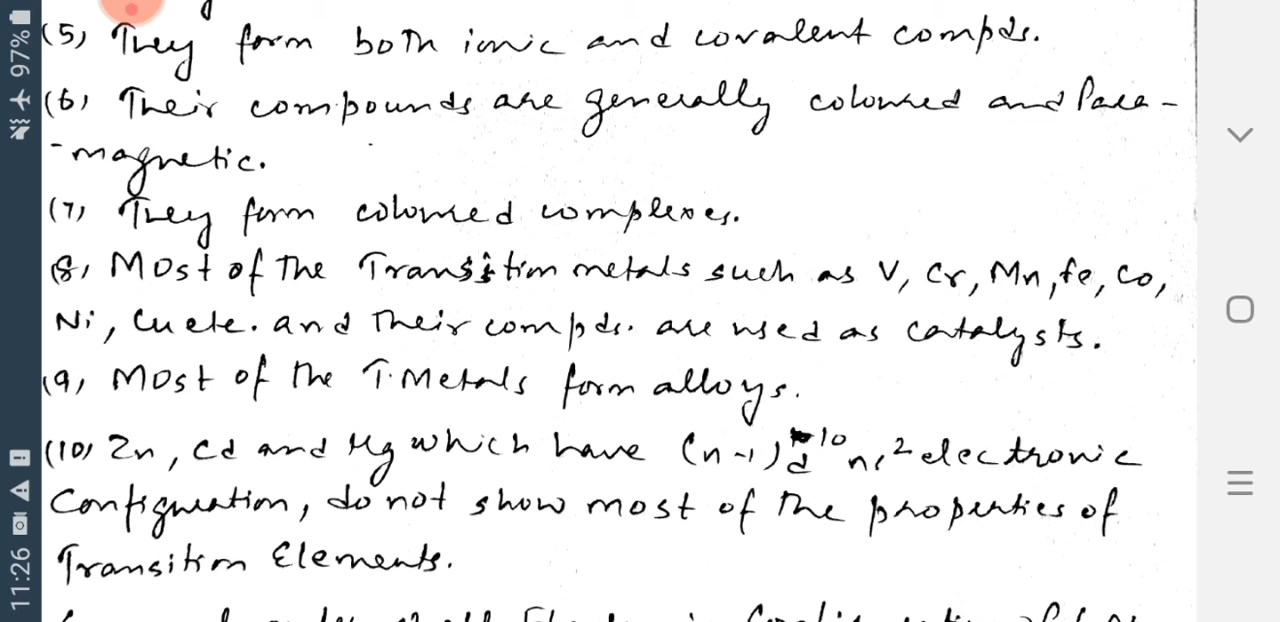 (5) They form both ionic and covalent compds.
(6) Their compounds are generally coloured and Para-
-magnetic.
(7) They form coloured complexes.
(8) Most of the Transition metals such as V, Cr, Mn, Fe, Co,
Ni, Cu etc. and their compds. are used as catalysts.
(9) Most of the T.Metals form alloys.
(10) Zn, Cd and Hg which have (n-1)d¹⁰ ns² electronic
Configuration, do not show most of the properties of
Transition Elements.
11:26
97%